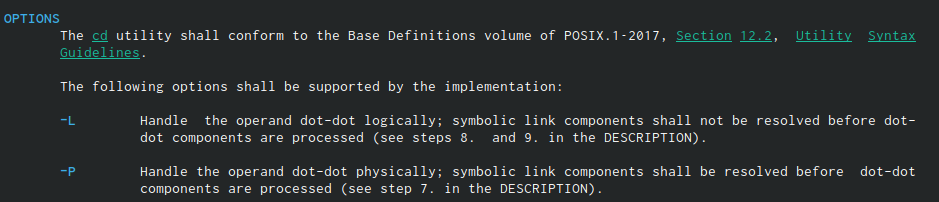 OPTIONS
The cd utility shall conform to the Base Definitions volume of POSIX.1‐2017, Section 12.2, Utility Syntax
Guidelines.
The following options shall be supported by the implementation:
-L Handle the operand dot-dot logically; symbolic link components shall not be resolved before dot-
dot components are processed (see steps 8. and 9. in the DESCRIPTION).
-P Handle the operand dot-dot physically; symbolic link components shall be resolved before dot-dot
components are processed (see step 7. in the DESCRIPTION).